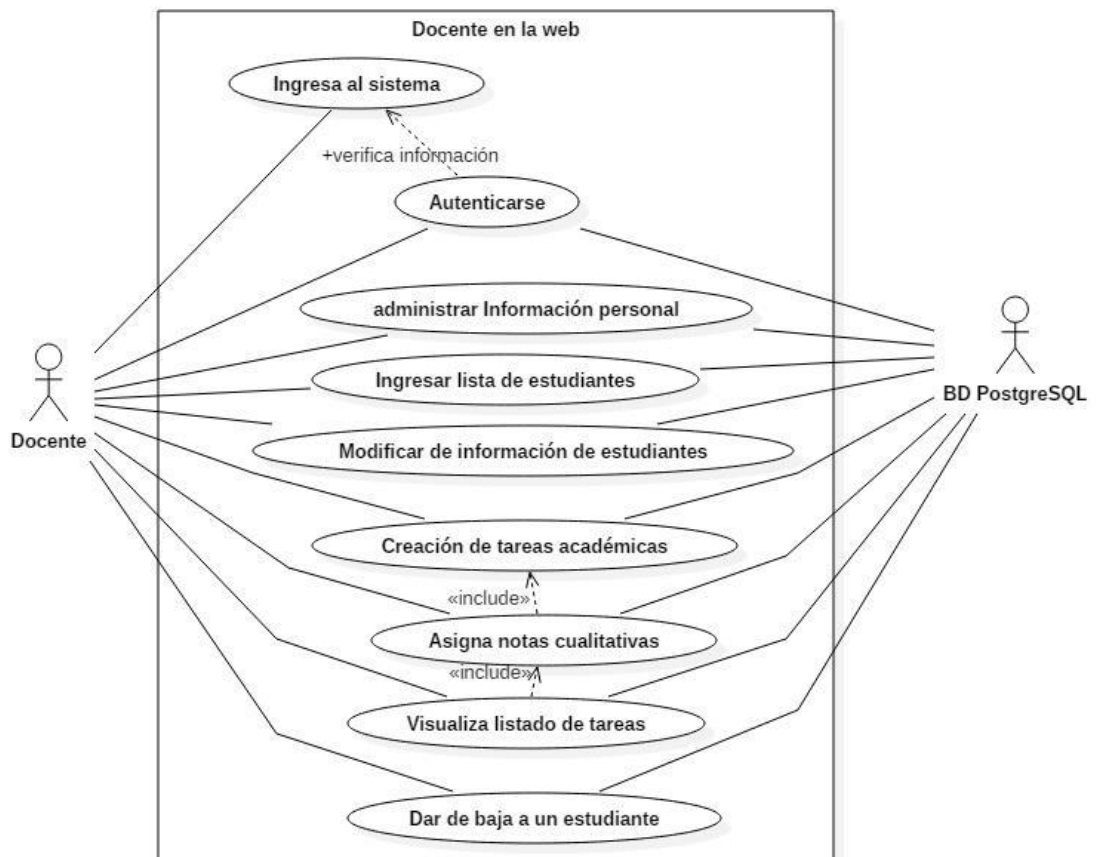 Docente en la web
Ingresa al sistema
+verifica información
Autenticarse
administrar Información personal
Ingresar lista de estudiantes
BD PostgreSQL
Docente
Modificar de información de estudiantes
Creación de tareas académicas
«include»
Asigna notas cualitativas
«include»
Visualiza listado de tareas
Dar de baja a un estudiante